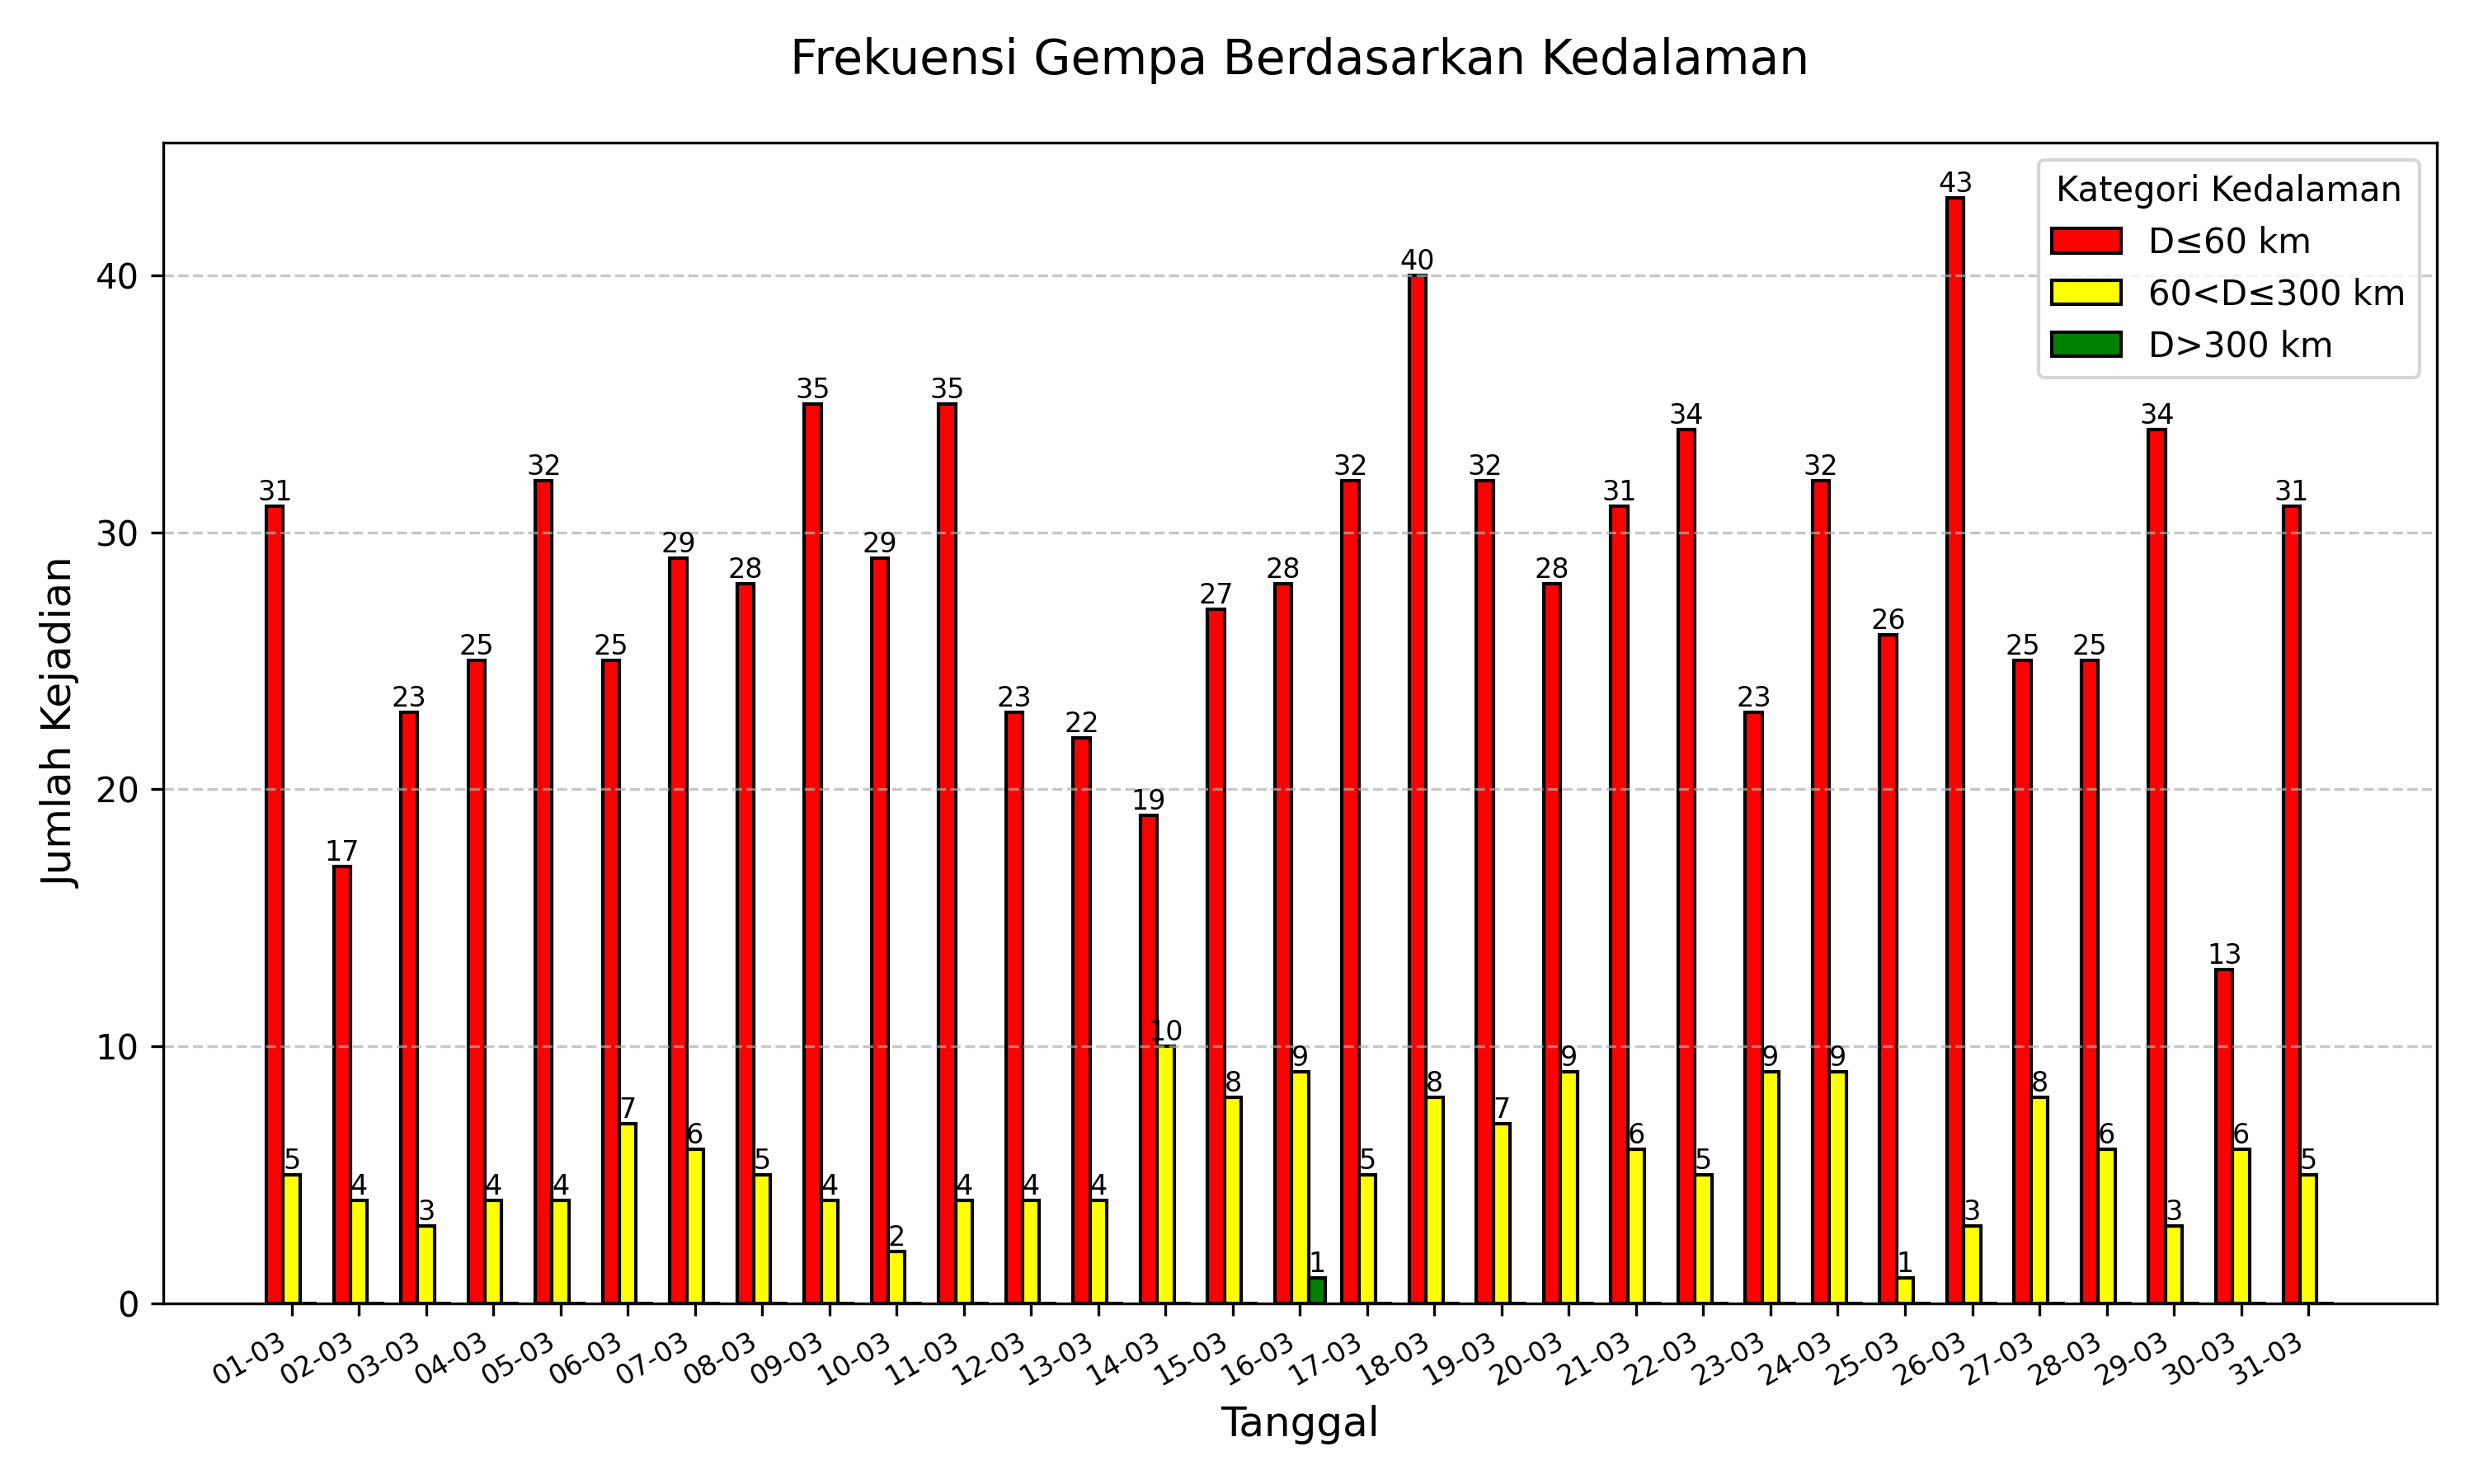 Frekuensi Gempa Berdasarkan Kedalaman
Kategori Kedalaman
D≤60 km
60<D≤300 km
D>300 km
Jumlah Kejadian
40
30
20
10
0
31 17 23 25 32 25 29 28 35 29 35 23 22 19 27 28 32 40 32 28 31 34 23 32 26 43 25 25 34 13 31
5 4 3 4 4 7 6 5 4 2 4 4 4 10 8 9 5 8 7 9 6 5 9 9 1 3 8 6 3 6 5
1
01-03 02-03 03-03 04-03 05-03 06-03 07-03 08-03 09-03 10-03 11-03 12-03 13-03 14-03 15-03 16-03 17-03 18-03 19-03 20-03 21-03 22-03 23-03 24-03 25-03 26-03 27-03 28-03 29-03 30-03 31-03
Tanggal